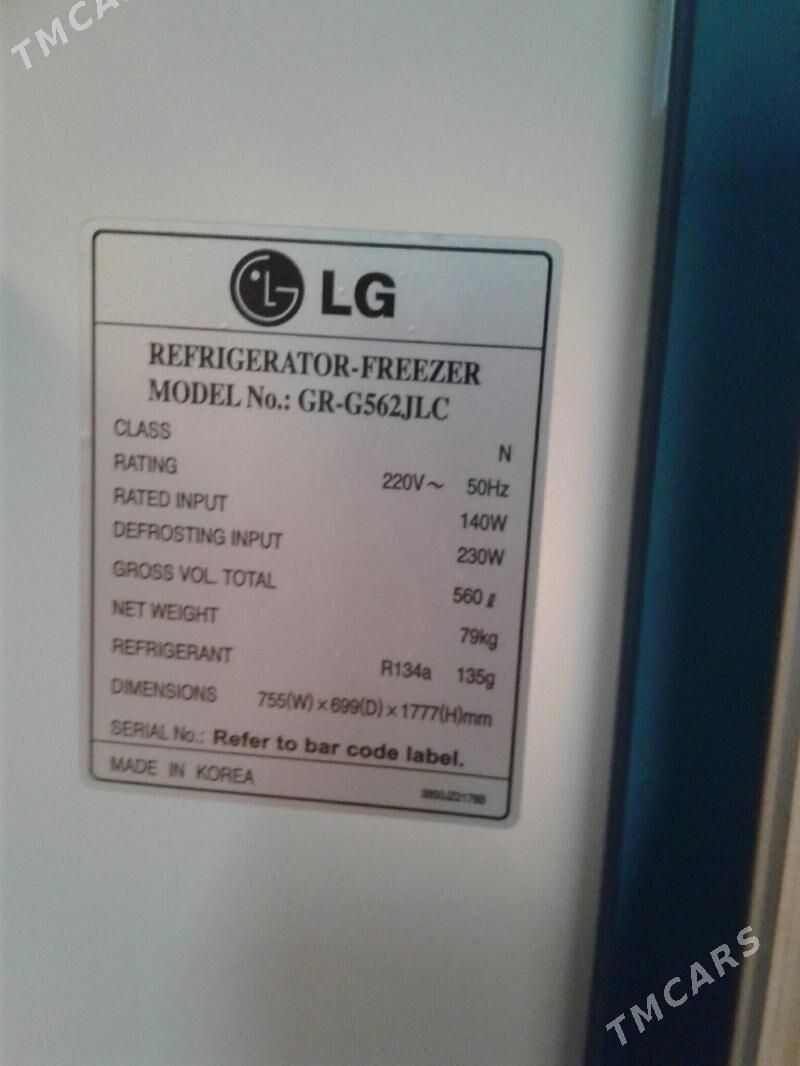 TMCARS
LG
REFRIGERATOR-FREEZER
MODEL No.: GR-G562JLC
CLASS N
RATING 220V～ 50Hz
RATED INPUT 140W
DEFROSTING INPUT 230W
GROSS VOL. TOTAL 560 ℓ
NET WEIGHT 79kg
REFRIGERANT R134a 135g
DIMENSIONS 755(W) x 699(D) x 1777(H)mm
SERIAL No.: Refer to bar code label.
MADE IN KOREA
TMCARS